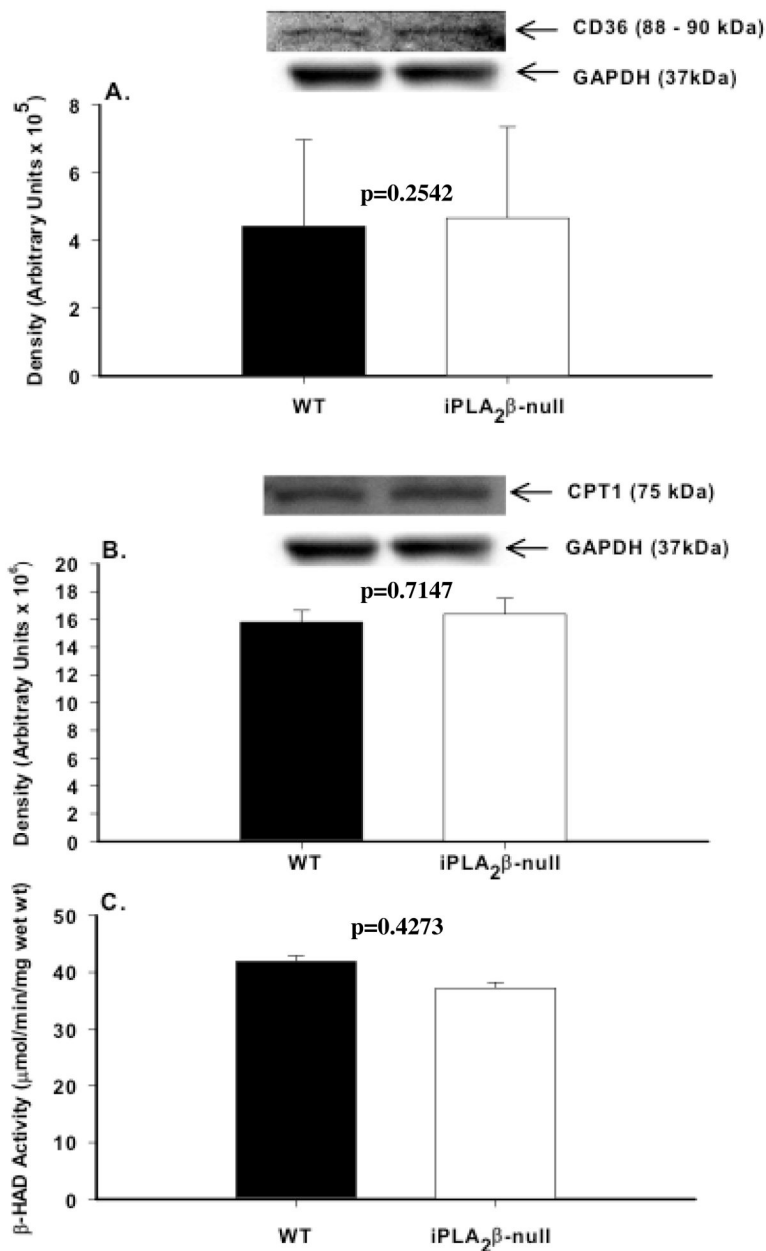 CD36 (88 - 90 kDa)
GAPDH (37kDa)
A.
Density (Arbitrary Units x 10⁵)
8
6
4
2
0
p=0.2542
WT
iPLA₂β-null
CPT1 (75 kDa)
GAPDH (37kDa)
B.
Density (Arbitraty Units x 10⁶)
20
18
16
14
12
10
8
6
4
2
0
p=0.7147
WT
iPLA₂β-null
C.
β-HAD Activity (μmol/min/mg wet wt)
50
40
30
20
10
0
p=0.4273
WT
iPLA₂β-null